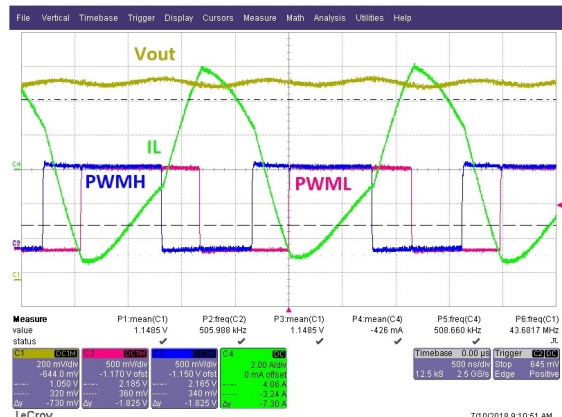 File Vertical Timebase Trigger Display Cursors Measure Math Analysis Utilities Help
Vout
IL
C4
PWMH PWML
C1
Measure P1:mean(C1) P2:freq(C2) P3:mean(C1) P4:mean(C4) P5:freq(C4) P6:freq(C1)
value 1.1485 V 505.988 kHz 1.1485 V -426 mA 508.660 kHz 43.6817 MHz
status
C1 DC1M C2 DC1M DC1M C4 DC Timebase 0.00 µs Trigger C2 DC
200 mV/div 500 mV/div 500 mV/div 2.00 A/div 500 ns/div Stop 645 mV
-644.0 mV -1.170 V ofst -1.150 V ofst 0 mA offset 12.5 kS 2.5 GS/s Edge Positive
1.050 V 2.185 V 2.165 V 4.06 A
320 mV 360 mV 340 mV -3.24 A
Δy -730 mV Δy -1.825 V Δy -1.825 V Δy -7.30 A
LeCroy 7/10/2018 9:10:51 AM